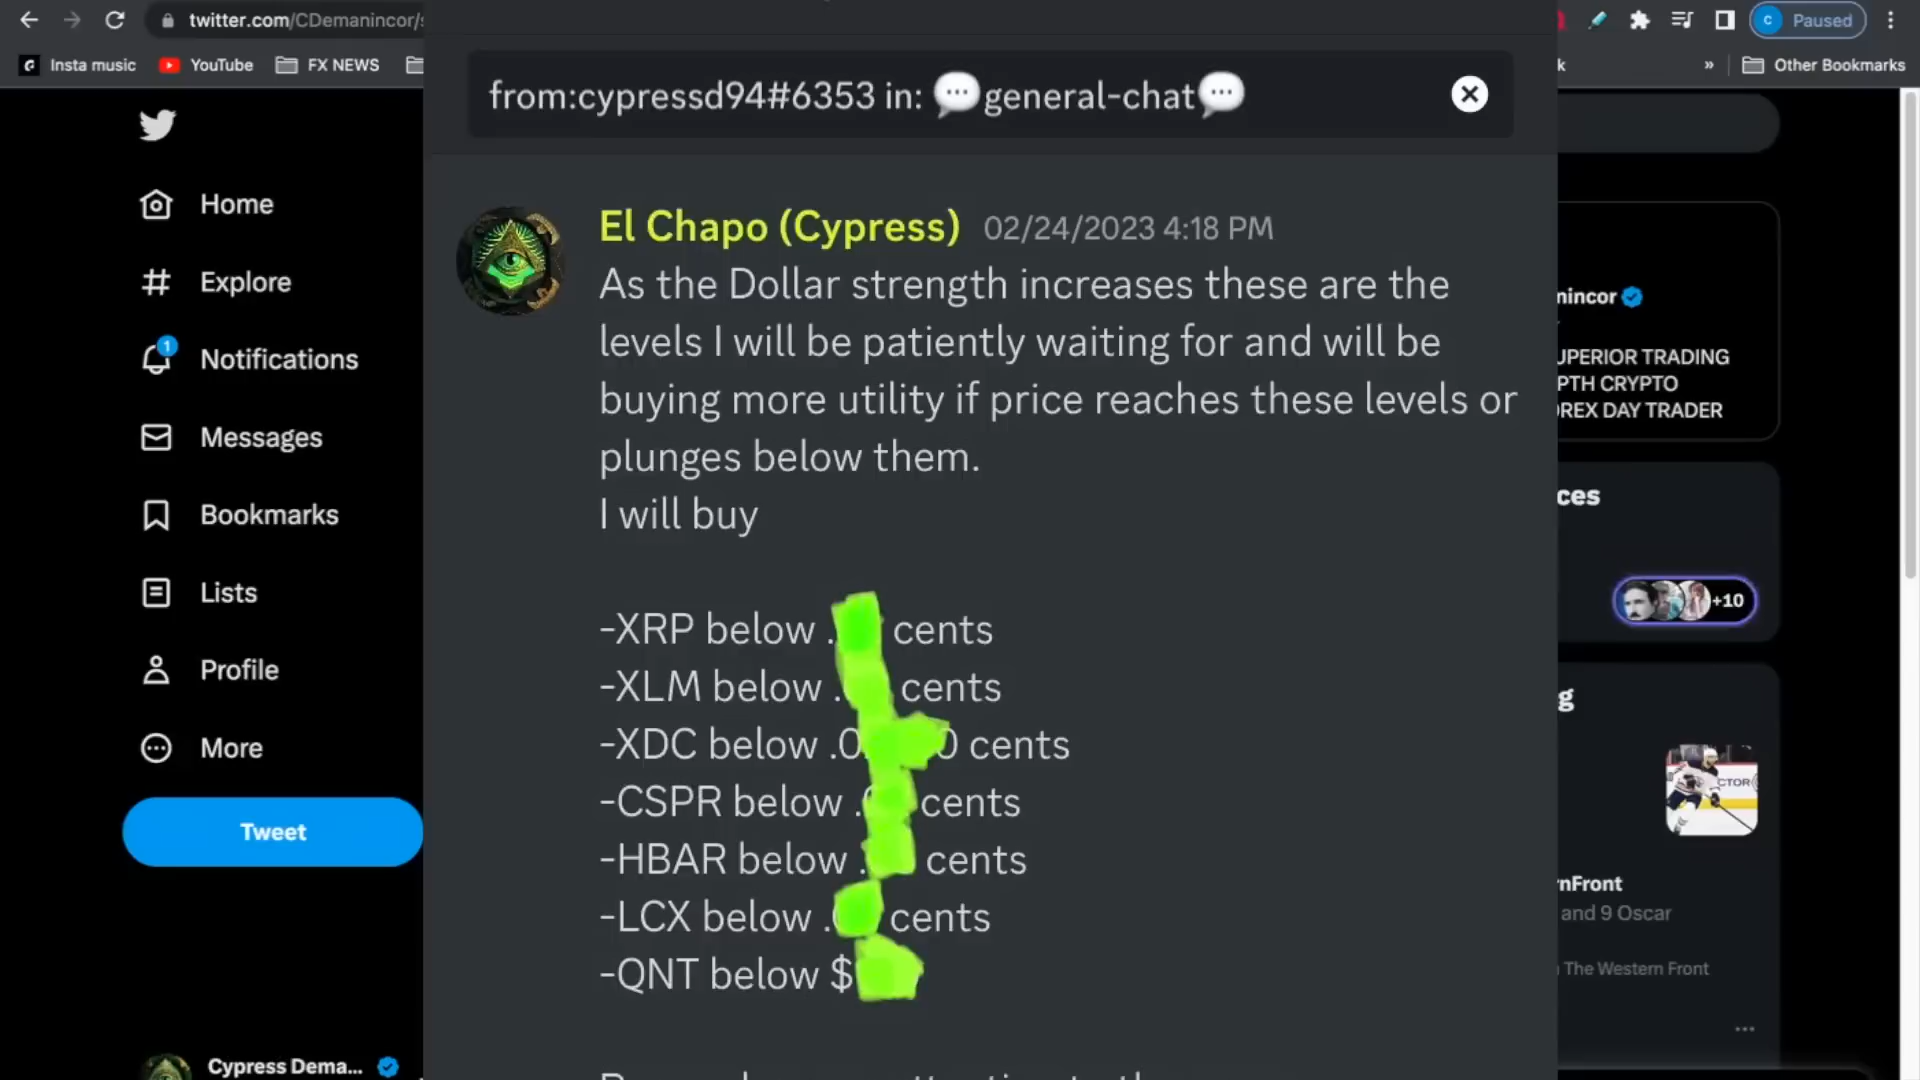 twitter.com/CDemanincor/
Paused
Insta music
YouTube
FX NEWS
»
Other Bookmarks
from:cypressd94#6353 in: 💬general-chat💬
Home
Explore
1
Notifications
Messages
Bookmarks
Lists
Profile
More
Tweet
Cypress Dema...
El Chapo (Cypress) 02/24/2023 4:18 PM
As the Dollar strength increases these are the
levels I will be patiently waiting for and will be
buying more utility if price reaches these levels or
plunges below them.
I will buy
-XRP below . cents
-XLM below . cents
-XDC below .0 0 cents
-CSPR below . cents
-HBAR below . cents
-LCX below . cents
-QNT below $
nincor
UPERIOR TRADING
PTH CRYPTO
OREX DAY TRADER
ces
+10
g
CTOR
nFront
and 9 Oscar
The Western Front